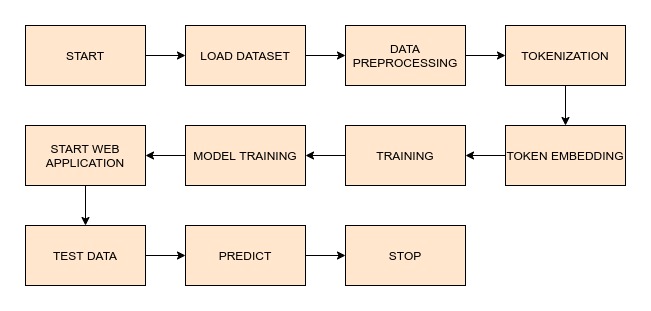 START
LOAD DATASET
DATA
PREPROCESSING
TOKENIZATION
START WEB
APPLICATION
MODEL TRAINING
TRAINING
TOKEN EMBEDDING
TEST DATA
PREDICT
STOP